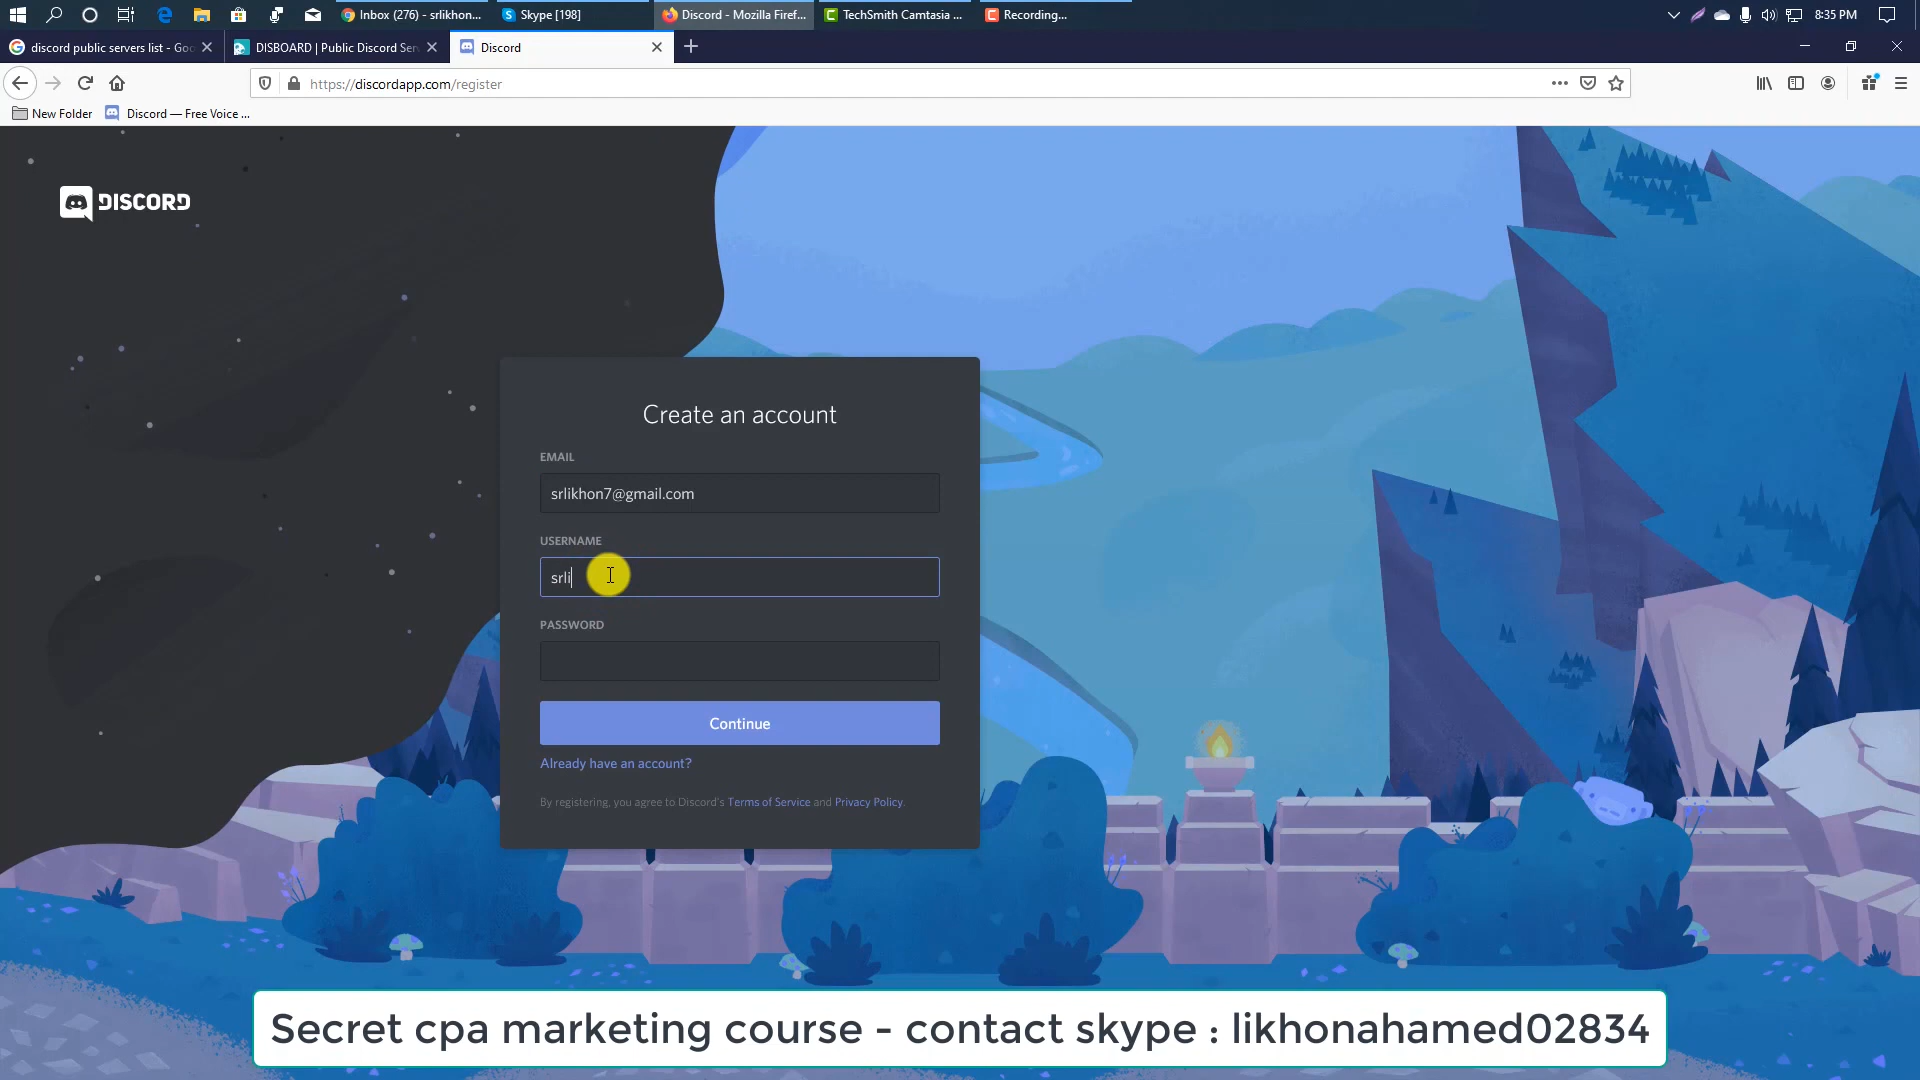 Inbox (276) - srlikhon...
Skype [198]
Discord - Mozilla Firef...
TechSmith Camtasia ...
Recording...
8:35 PM
discord public servers list - Goo
DISBOARD | Public Discord Ser
Discord
https://discordapp.com/register
New Folder
Discord — Free Voice ...
DISCORD
Create an account
EMAIL
srlikhon7@gmail.com
USERNAME
srli
PASSWORD
Continue
Already have an account?
By registering, you agree to Discord's Terms of Service and Privacy Policy.
Secret cpa marketing course - contact skype : likhonahamed02834